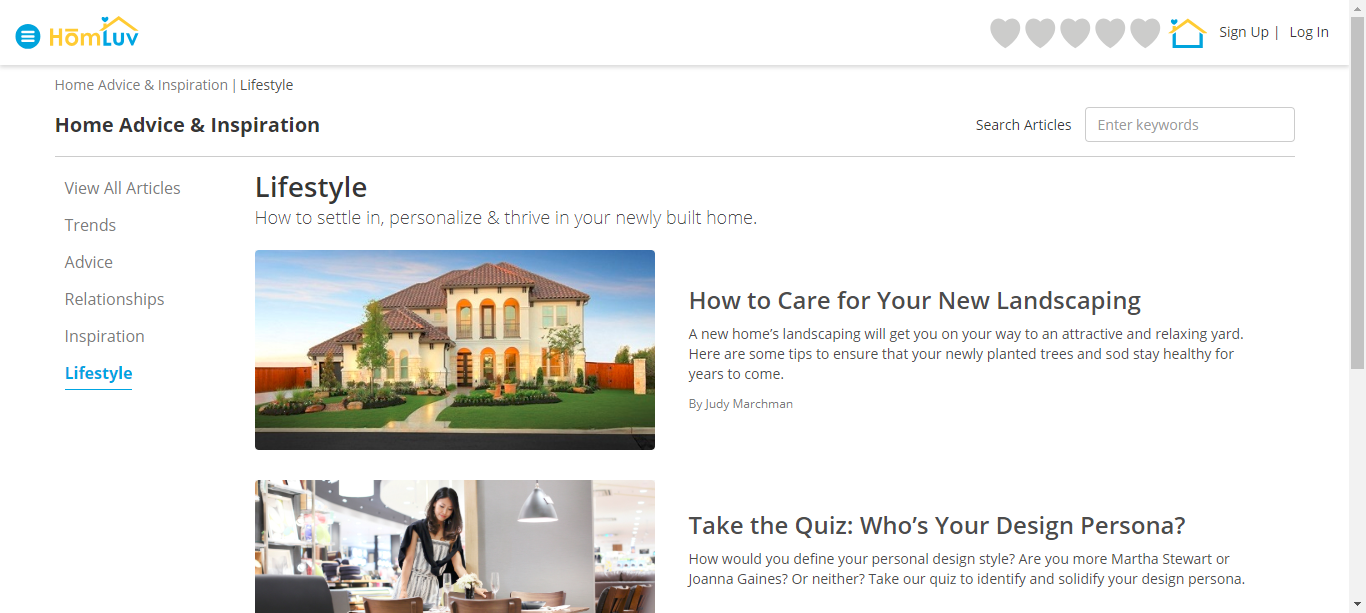 HōmLuv
Sign Up | Log In
Home Advice & Inspiration | Lifestyle
Home Advice & Inspiration
Search Articles
Enter keywords
View All Articles
Trends
Advice
Relationships
Inspiration
Lifestyle
Lifestyle
How to settle in, personalize & thrive in your newly built home.
How to Care for Your New Landscaping
A new home’s landscaping will get you on your way to an attractive and relaxing yard.
Here are some tips to ensure that your newly planted trees and sod stay healthy for
years to come.
By Judy Marchman
Take the Quiz: Who’s Your Design Persona?
How would you define your personal design style? Are you more Martha Stewart or
Joanna Gaines? Or neither? Take our quiz to identify and solidify your design persona.